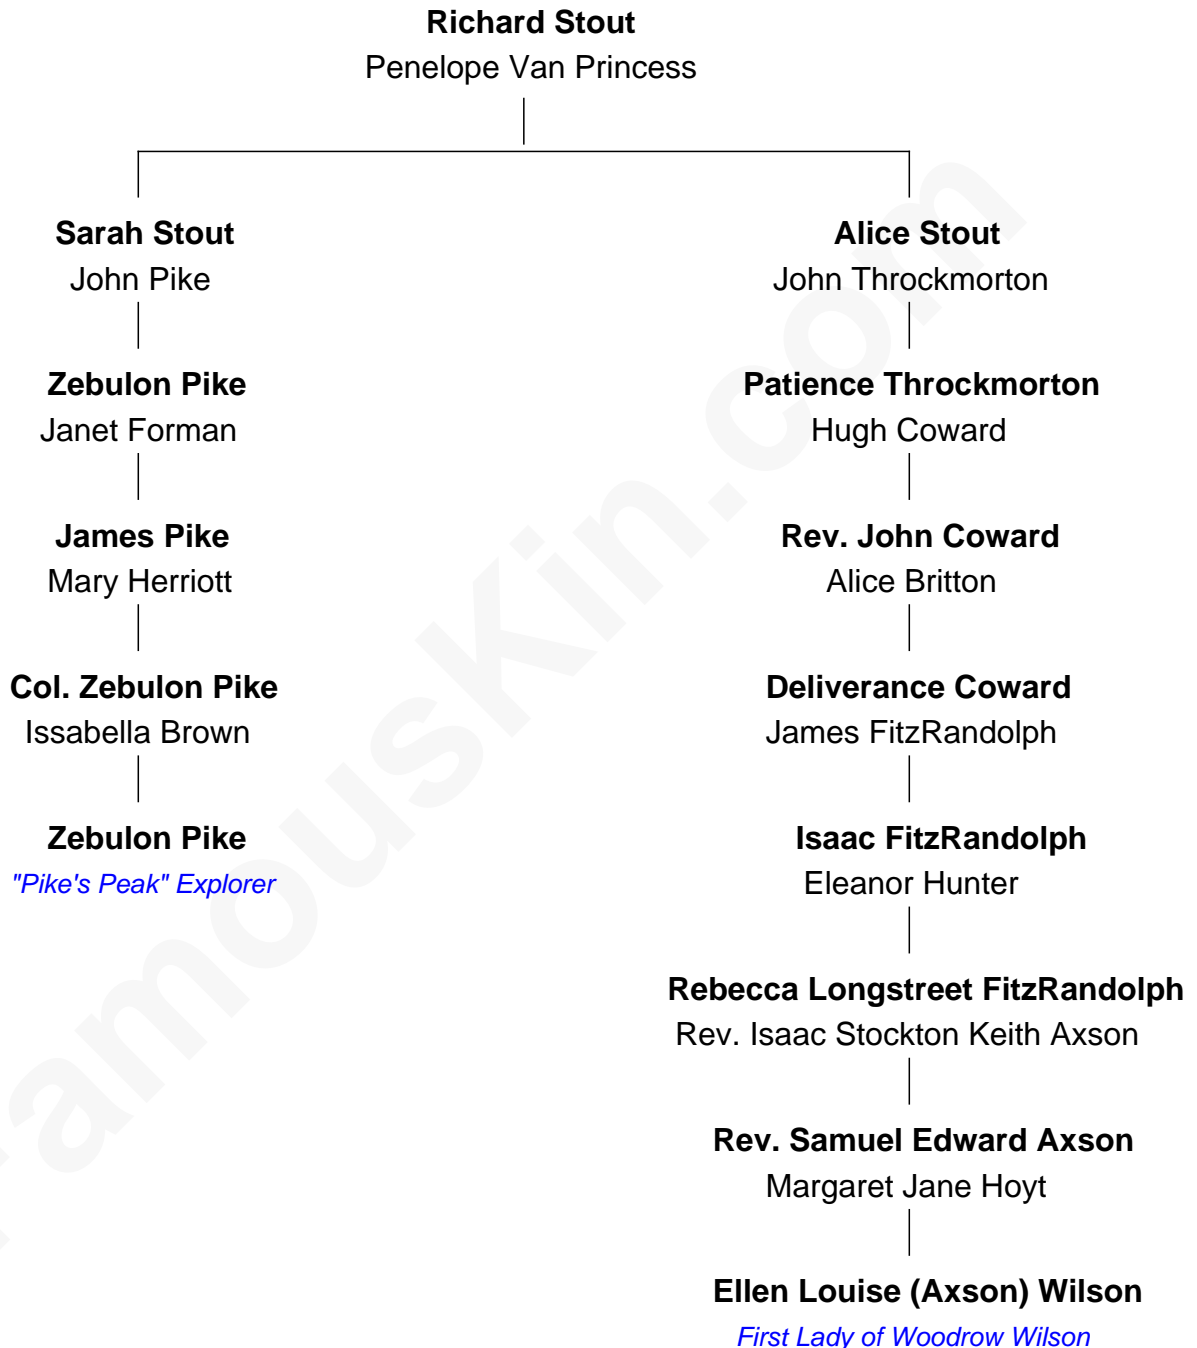 Richard Stout
Penelope Van Princess
Sarah Stout
John Pike
Zebulon Pike
Janet Forman
James Pike
Mary Herriott
Col. Zebulon Pike
Issabella Brown
Zebulon Pike
"Pike's Peak" Explorer
Alice Stout
John Throckmorton
Patience Throckmorton
Hugh Coward
Rev. John Coward
Alice Britton
Deliverance Coward
James FitzRandolph
Isaac FitzRandolph
Eleanor Hunter
Rebecca Longstreet FitzRandolph
Rev. Isaac Stockton Keith Axson
Rev. Samuel Edward Axson
Margaret Jane Hoyt
Ellen Louise (Axson) Wilson
First Lady of Woodrow Wilson
FamousKin.com